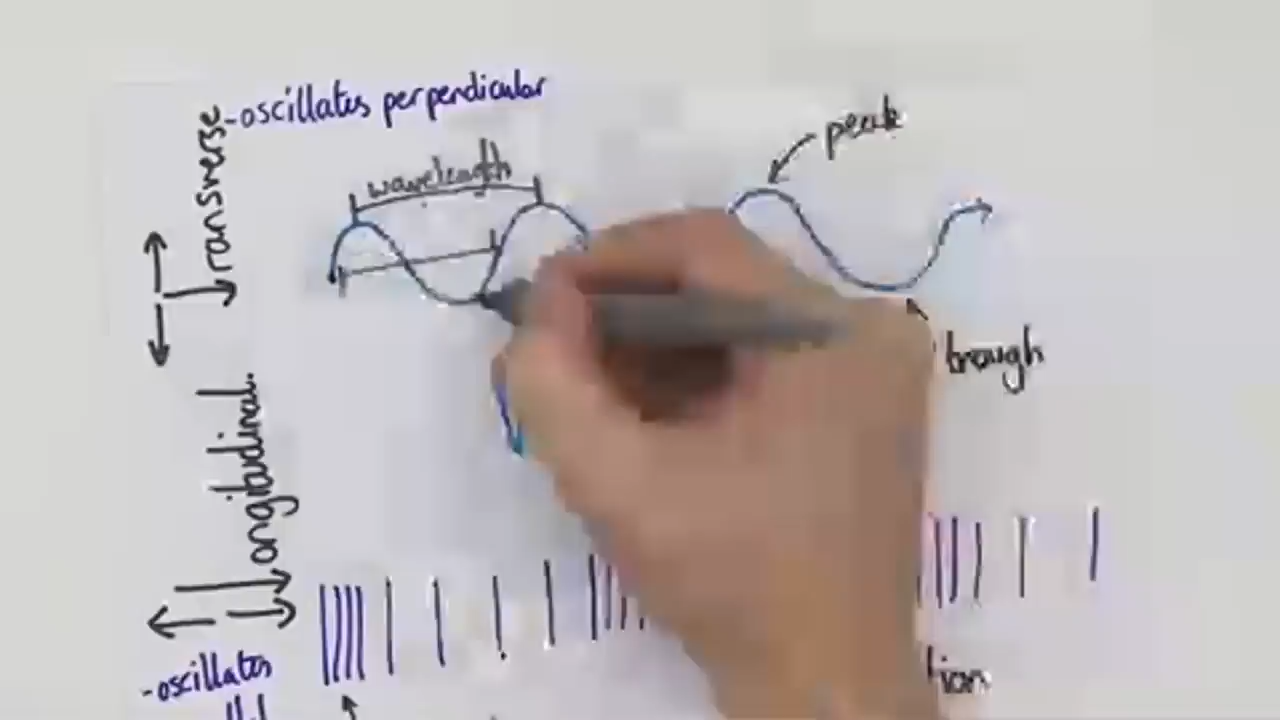 -oscillates perpendicular
peak
wavelength
Transverse
trough
Longitudinal.
-oscillates